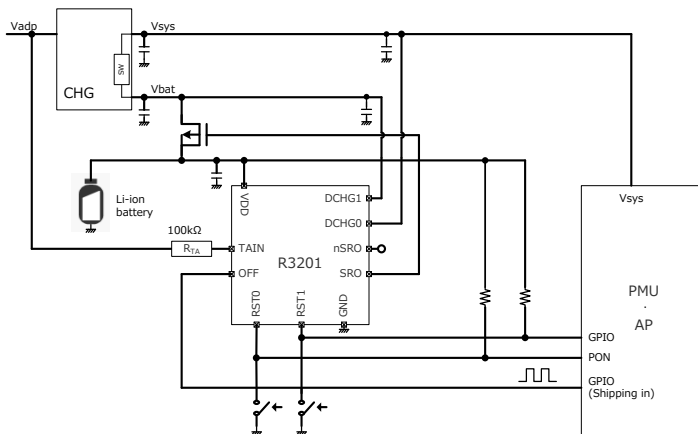 Vadp
Vsys
SW
CHG
Vbat
Li-ion
battery
VDD
DCHG1
Vsys
100kΩ
DCHG0
RTA
TAIN
nSRO
R3201
OFF
SRO
PMU
·
AP
RST0
RST1
GND
GPIO
PON
GPIO
(Shipping in)